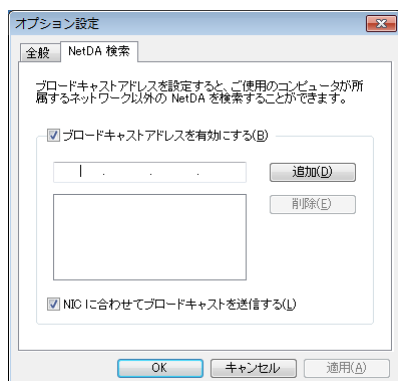 オプション設定
全般
NetDA 検索
ブロードキャストアドレスを設定すると、ご使用のコンピュータが所
属するネットワーク以外の NetDA を検索することができます。
ブロードキャストアドレスを有効にする(B)
. . .
追加(D)
削除(E)
NIC に合わせてブロードキャストを送信する(L)
OK
キャンセル
適用(A)